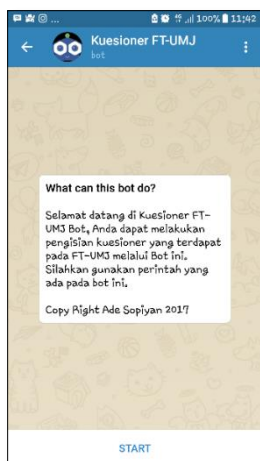 100% 11:42
Kuesioner FT-UMJ
bot
What can this bot do?
Selamat datang di Kuesioner FT-
UMJ Bot, Anda dapat melakukan
pengisian kuesioner yang terdapat
pada FT-UMJ melalui Bot ini.
Silahkan gunakan perintah yang
ada pada bot ini.
Copy Right Ade Sopiyan 2017
START